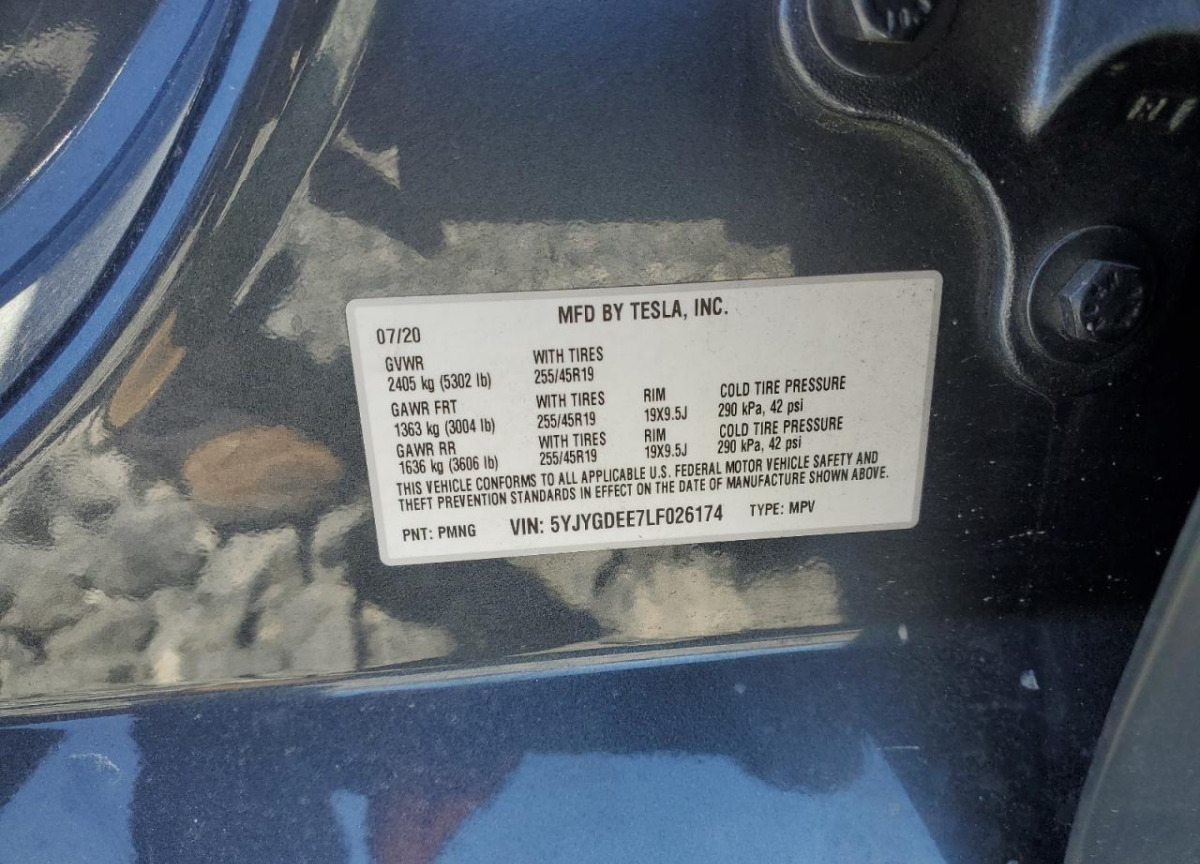 MFD BY TESLA, INC.
07/20
GVWR WITH TIRES
2405 kg (5302 lb) 255/45R19
GAWR FRT WITH TIRES RIM COLD TIRE PRESSURE
1363 kg (3004 lb) 255/45R19 19X9.5J 290 kPa, 42 psi
GAWR RR WITH TIRES RIM COLD TIRE PRESSURE
1636 kg (3606 lb) 255/45R19 19X9.5J 290 kPa, 42 psi
THIS VEHICLE CONFORMS TO ALL APPLICABLE U.S. FEDERAL MOTOR VEHICLE SAFETY AND
THEFT PREVENTION STANDARDS IN EFFECT ON THE DATE OF MANUFACTURE SHOWN ABOVE.
PNT: PMNG VIN: 5YJYGDEE7LF026174 TYPE: MPV